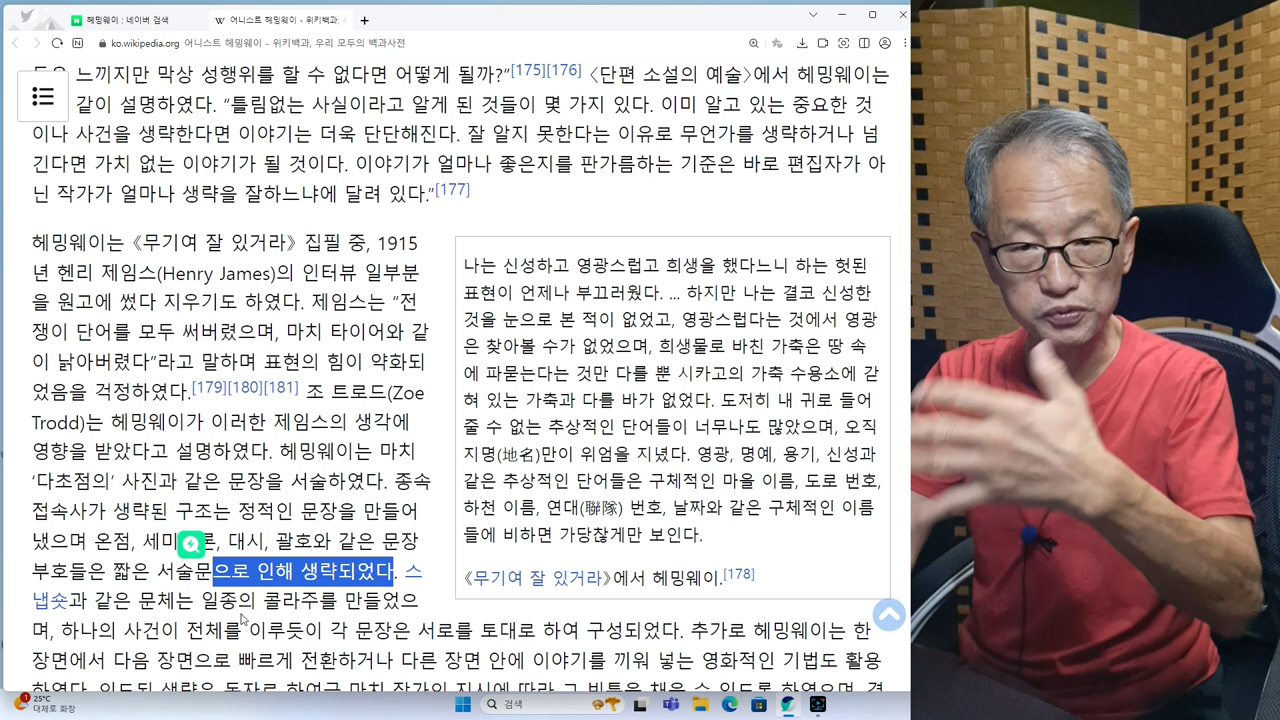 헤밍웨이 : 네이버 검색
어니스트 헤밍웨이 - 위키백과,
ko.wikipedia.org 어니스트 헤밍웨이 - 위키백과, 우리 모두의 백과사전
느끼지만 막상 성행위를 할 수 없다면 어떻게 될까?”[175][176] 〈단편 소설의 예술〉에서 헤밍웨이는
같이 설명하였다. “틀림없는 사실이라고 알게 된 것들이 몇 가지 있다. 이미 알고 있는 중요한 것
이나 사건을 생략한다면 이야기는 더욱 단단해진다. 잘 알지 못한다는 이유로 무언가를 생략하거나 넘
긴다면 가치 없는 이야기가 될 것이다. 이야기가 얼마나 좋은지를 판가름하는 기준은 바로 편집자가 아
닌 작가가 얼마나 생략을 잘하느냐에 달려 있다.”[177]
헤밍웨이는 《무기여 잘 있거라》 집필 중, 1915
년 헨리 제임스(Henry James)의 인터뷰 일부분
을 원고에 썼다 지우기도 하였다. 제임스는 “전
쟁이 단어를 모두 써버렸으며, 마치 타이어와 같
이 낡아버렸다”라고 말하며 표현의 힘이 약화되
었음을 걱정하였다.[179][180][181] 조 트로드(Zoe
Trodd)는 헤밍웨이가 이러한 제임스의 생각에
영향을 받았다고 설명하였다. 헤밍웨이는 마치
‘다초점의’ 사진과 같은 문장을 서술하였다. 종속
접속사가 생략된 구조는 정적인 문장을 만들어
냈으며 온점, 세미 론, 대시, 괄호와 같은 문장
부호들은 짧은 서술문으로 인해 생략되었다. 스
냅숏과 같은 문체는 일종의 콜라주를 만들었으
며, 하나의 사건이 전체를 이루듯이 각 문장은 서로를 토대로 하여 구성되었다. 추가로 헤밍웨이는 한
장면에서 다음 장면으로 빠르게 전환하거나 다른 장면 안에 이야기를 끼워 넣는 영화적인 기법도 활용
나는 신성하고 영광스럽고 희생을 했다느니 하는 헛된
표현이 언제나 부끄러웠다. ... 하지만 나는 결코 신성한
것을 눈으로 본 적이 없었고, 영광스럽다는 것에서 영광
은 찾아볼 수가 없었으며, 희생물로 바친 가축은 땅 속
에 파묻는다는 것만 다를 뿐 시카고의 가축 수용소에 갇
혀 있는 가축과 다를 바가 없었다. 도저히 내 귀로 들어
줄 수 없는 추상적인 단어들이 너무나도 많았으며, 오직
지명(地名)만이 위엄을 지녔다. 영광, 명예, 용기, 신성과
같은 추상적인 단어들은 구체적인 마을 이름, 도로 번호,
하천 이름, 연대(聯隊) 번호, 날짜와 같은 구체적인 이름
들에 비하면 가당찮게만 보인다.
《무기여 잘 있거라》에서 헤밍웨이.[178]
1
25°C
대체로 화창
검색